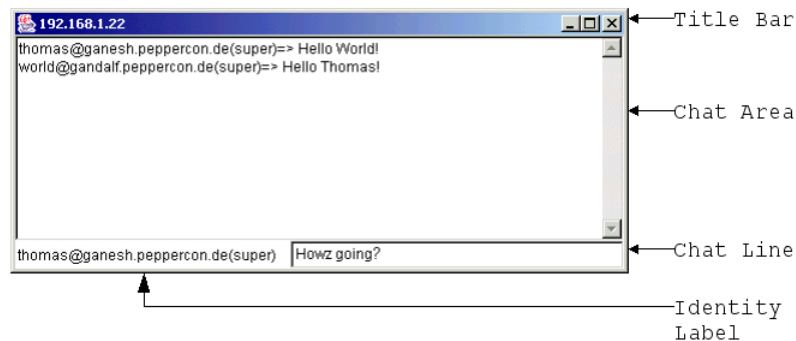 192.168.1.22
Title Bar
thomas@ganesh.peppercon.de(super)=> Hello World!
world@gandalf.peppercon.de(super)=> Hello Thomas!
Chat Area
thomas@ganesh.peppercon.de(super)
Howz going?
Chat Line
Identity
Label